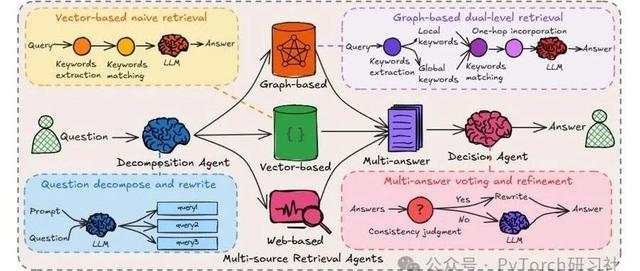 Vector-based naive retrieval
Query
Keywords extraction
Keywords matching
LLM
Answer
Graph-based dual-level retrieval
Query
Keywords extraction
Local keywords
Global keywords
Keywords matching
One-hop incorporation
LLM
Answer
Graph-based
Question
Decomposition Agent
{ }
Vector-based
Multi-answer
Decision Agent
Answer
Question decompose and rewrite
Prompt
Question
LLM
query1
query2
query3
Web-based
Multi-source Retrieval Agents
Multi-answer voting and refinement
Answers
?
Consistency judgment
Yes
No
Rewrite
LLM
Answer
公众号 · PyTorch研习社